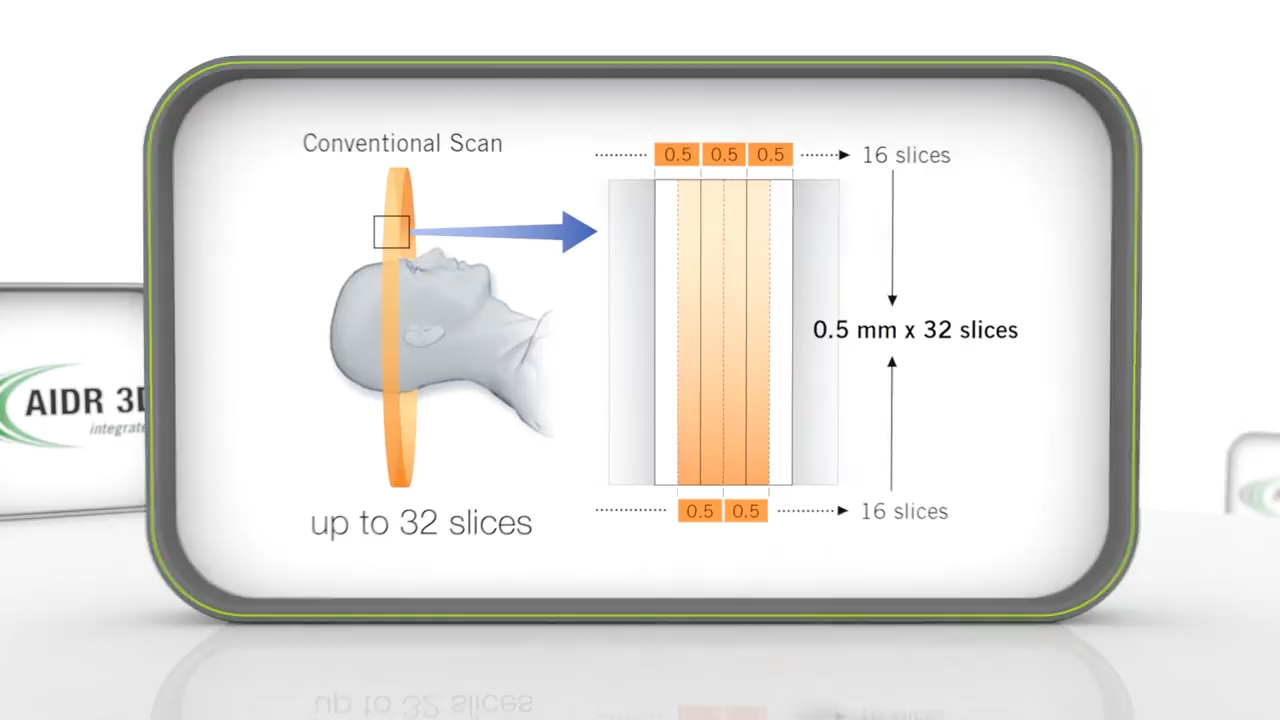 Conventional Scan
0.5 0.5 0.5
16 slices
0.5 mm x 32 slices
0.5 0.5
16 slices
up to 32 slices
AIDR 3D
integrate